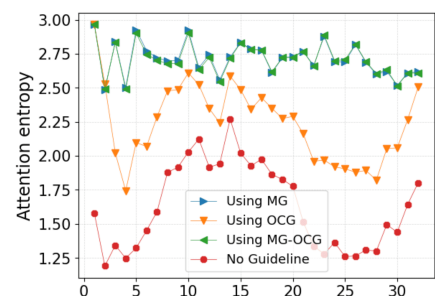 3.00
2.75
2.50
2.25
2.00
1.75
1.50
1.25
Attention entropy
Using MG
Using OCG
Using MG-OCG
No Guideline
0 5 10 15 20 25 30